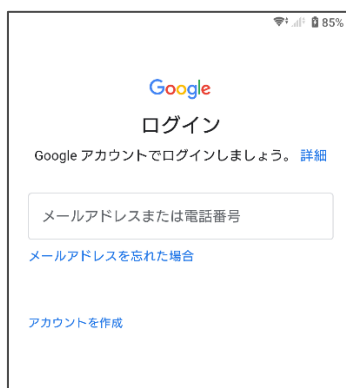 85%
Google
ログイン
Google アカウントでログインしましょう。 詳細
メールアドレスまたは電話番号
メールアドレスを忘れた場合
アカウントを作成